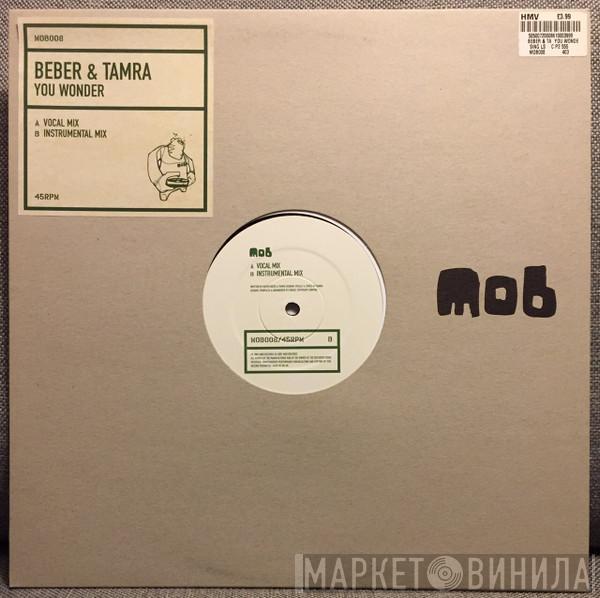 MOB008
BEBER & TAMRA
YOU WONDER
A VOCAL MIX
B INSTRUMENTAL MIX
45RPM
HMV £3.99
BEBER & TA YOU WONDE
MOB008 403
mob
A VOCAL MIX
B INSTRUMENTAL MIX
MOB008/45RPM B
mob
МАРКЕТ ВИНИЛА